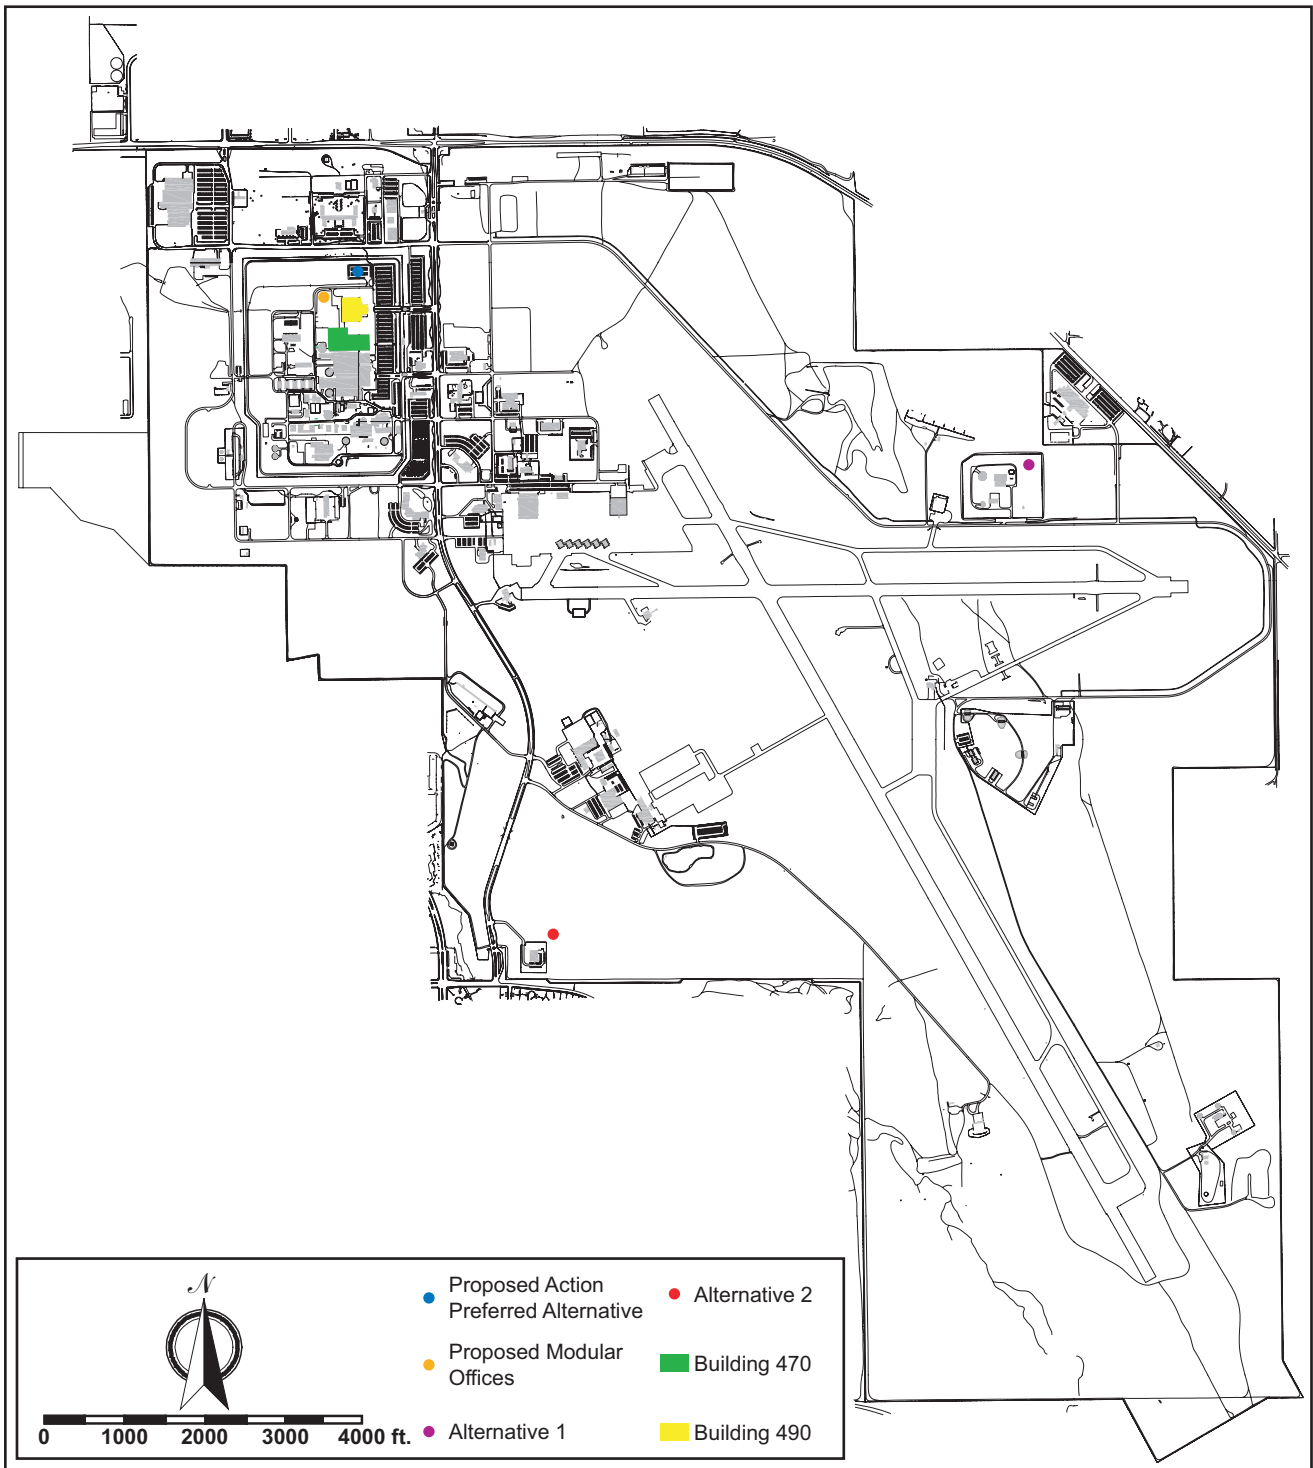 N
0 1000 2000 3000 4000 ft.
Proposed Action
Preferred Alternative
Proposed Modular
Offices
Alternative 1
Alternative 2
Building 470
Building 490